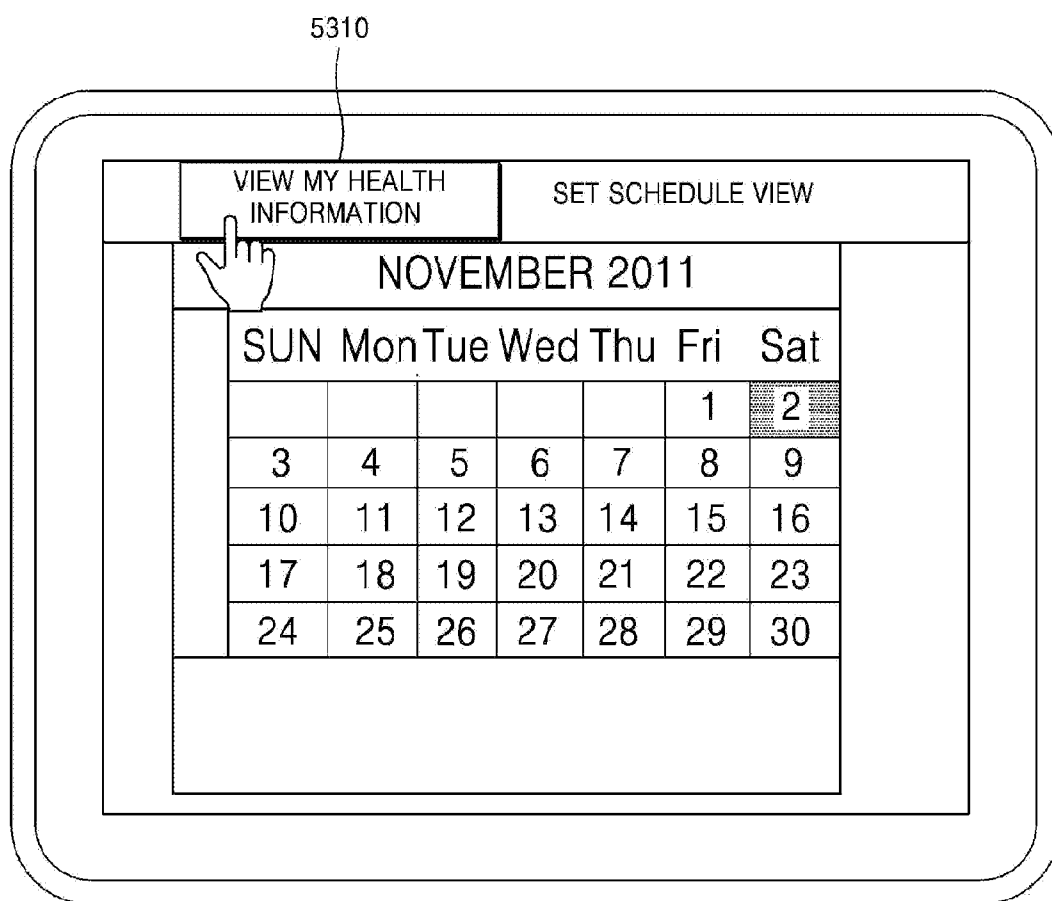 5310
VIEW MY HEALTH SET SCHEDULE VIEW
INFORMATION
NOVEMBER 2011
SUN Mon Tue Wed Thu Fri Sat
1 2
3 4 5 6 7 8 9
10 11 12 13 14 15 16
17 18 19 20 21 22 23
24 25 26 27 28 29 30